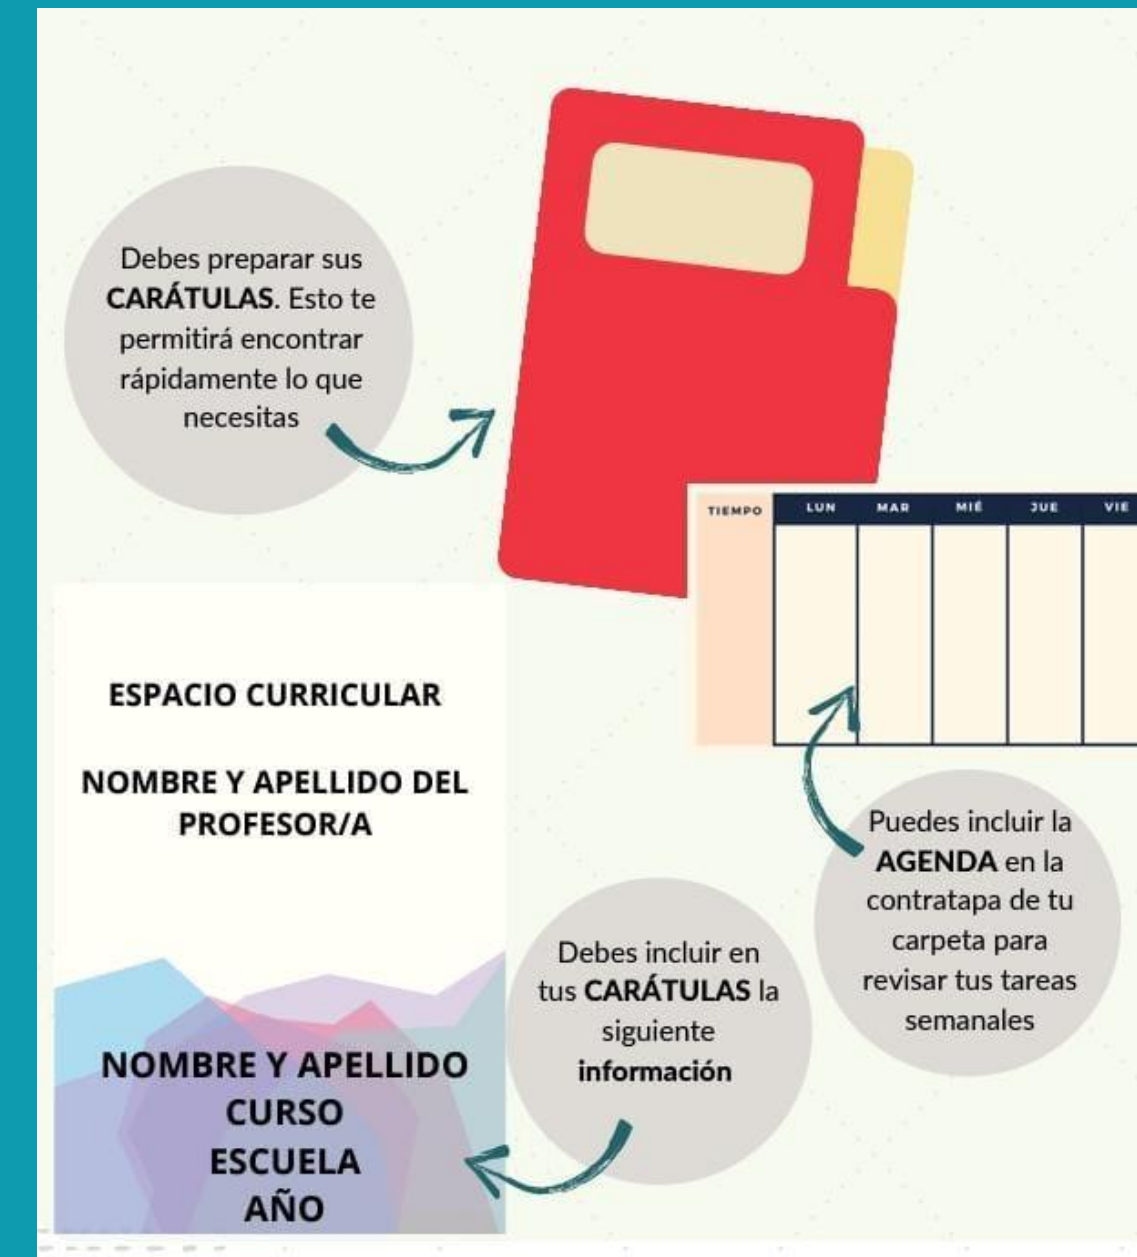 Debes preparar sus
CARÁTULAS. Esto te
permitirá encontrar
rápidamente lo que
necesitas
TIEMPO LUN MAR MIÉ JUE VIE
ESPACIO CURRICULAR
NOMBRE Y APELLIDO DEL
PROFESOR/A
NOMBRE Y APELLIDO
CURSO
ESCUELA
AÑO
Debes incluir en
tus CARÁTULAS la
siguiente
información
Puedes incluir la
AGENDA en la
contratapa de tu
carpeta para
revisar tus tareas
semanales